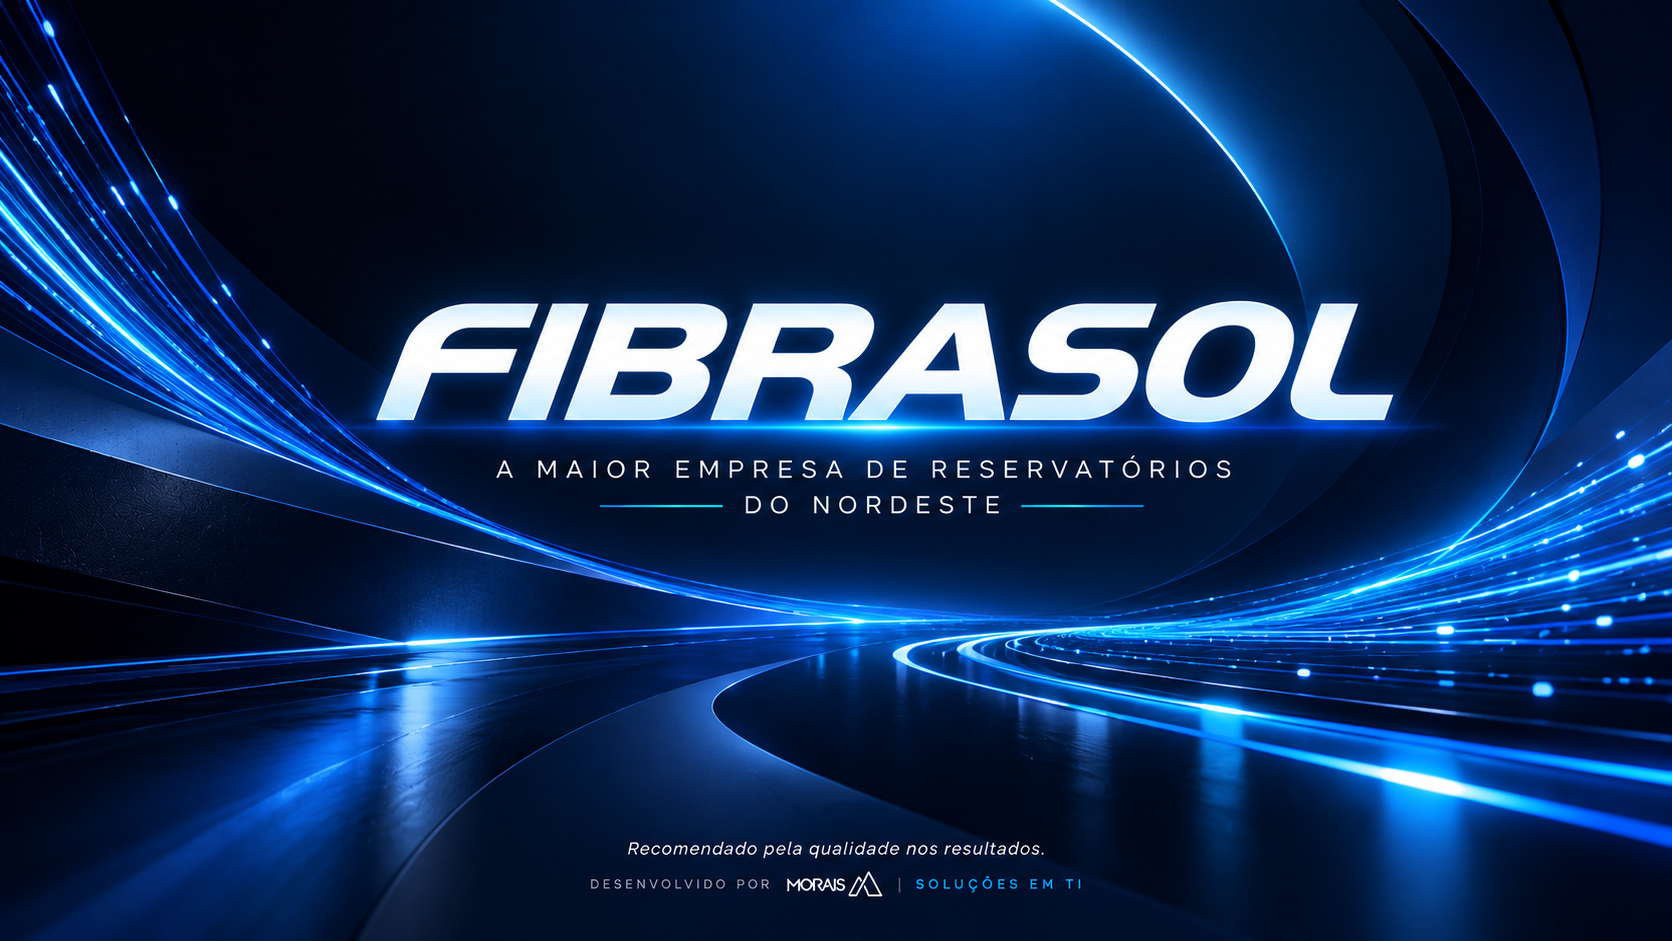 FIBRASOL
A MAIOR EMPRESA DE RESERVATÓRIOS
DO NORDESTE
Recomendado pela qualidade nos resultados.
DESENVOLVIDO POR MORAIS | SOLUÇÕES EM TI